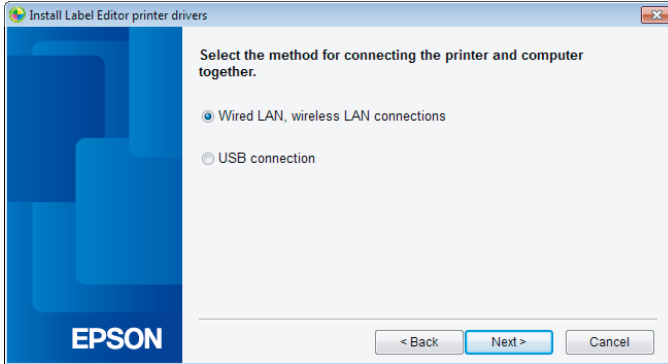 Install Label Editor printer drivers
Select the method for connecting the printer and computer
together.
Wired LAN, wireless LAN connections
USB connection
EPSON
< Back
Next >
Cancel